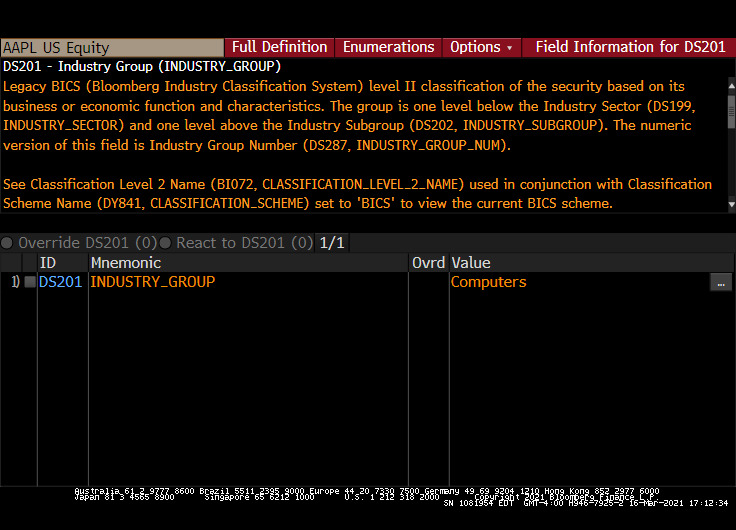 AAPL US Equity Full Definition Enumerations Options ▾ Field Information for DS201
DS201 - Industry Group (INDUSTRY_GROUP)
Legacy BICS (Bloomberg Industry Classification System) level II classification of the security based on its
business or economic function and characteristics. The group is one level below the Industry Sector (DS199,
INDUSTRY_SECTOR) and one level above the Industry Subgroup (DS202, INDUSTRY_SUBGROUP). The numeric
version of this field is Industry Group Number (DS287, INDUSTRY_GROUP_NUM).
See Classification Level 2 Name (BI072, CLASSIFICATION_LEVEL_2_NAME) used in conjunction with Classification
Scheme Name (DY841, CLASSIFICATION_SCHEME) set to 'BICS' to view the current BICS scheme.
Override DS201 (0) React to DS201 (0) 1/1
ID Mnemonic Ovrd Value
1) DS201 INDUSTRY_GROUP Computers ...
Australia 61 2 9777 8600 Brazil 5511 2395 9000 Europe 44 20 7330 7500 Germany 49 69 9204 1210 Hong Kong 852 2977 6000
Japan 81 3 4565 8900 Singapore 65 6212 1000 U.S. 1 212 318 2000 Copyright 2021 Bloomberg Finance L.P.
SN 1081954 EDT GMT-4:00 H946-7925-2 16-Mar-2021 17:12:34